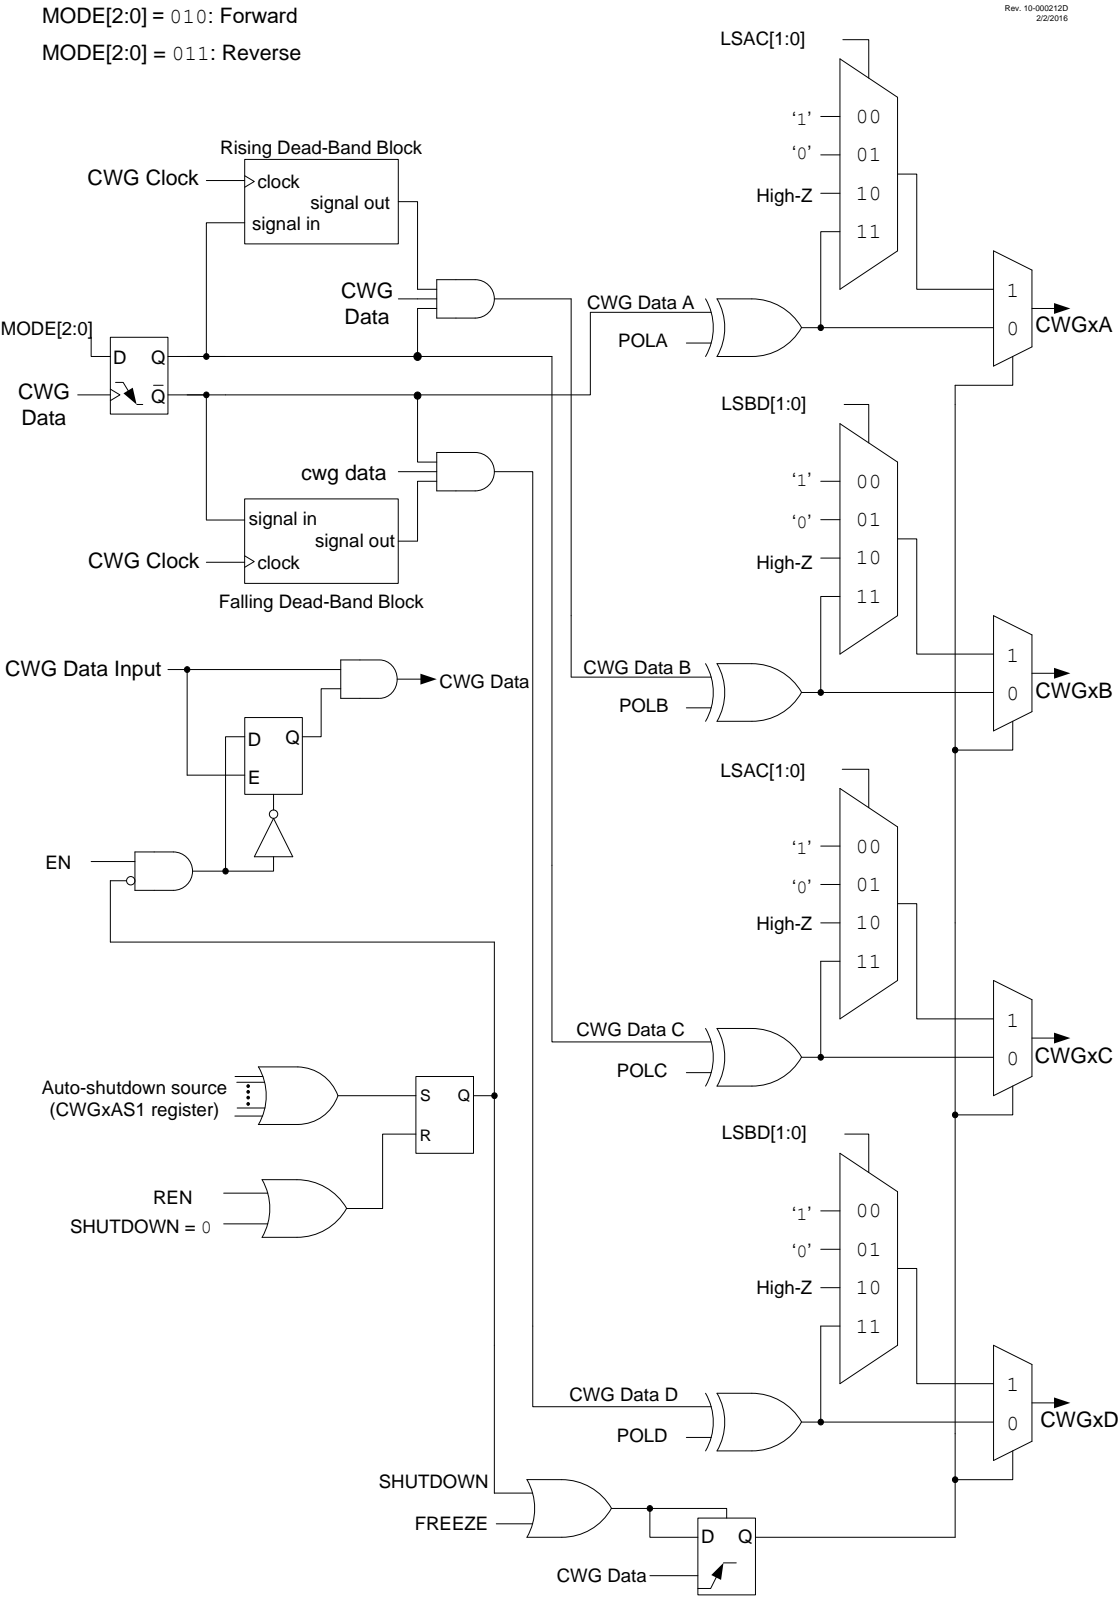 MODE[2:0] = 010: Forward
MODE[2:0] = 011: Reverse
Rev. 10-000212D
2/2/2016
LSAC[1:0]
‘1’
00
‘0’
01
High-Z
10
11
1
0
CWGxA
Rising Dead-Band Block
CWG Clock
clock
signal out
signal in
CWG
Data
MODE[2:0]
D
Q
CWG
Data
Q
CWG Data A
POLA
cwg data
signal in
signal out
CWG Clock
clock
Falling Dead-Band Block
LSBD[1:0]
‘1’
00
‘0’
01
High-Z
10
11
1
0
CWGxB
CWG Data B
POLB
CWG Data Input
CWG Data
D
Q
E
EN
LSAC[1:0]
‘1’
00
‘0’
01
High-Z
10
11
1
0
CWGxC
CWG Data C
POLC
Auto-shutdown source
(CWGxAS1 register)
S
Q
R
REN
SHUTDOWN = 0
LSBD[1:0]
‘1’
00
‘0’
01
High-Z
10
11
1
0
CWGxD
CWG Data D
POLD
SHUTDOWN
FREEZE
D
Q
CWG Data